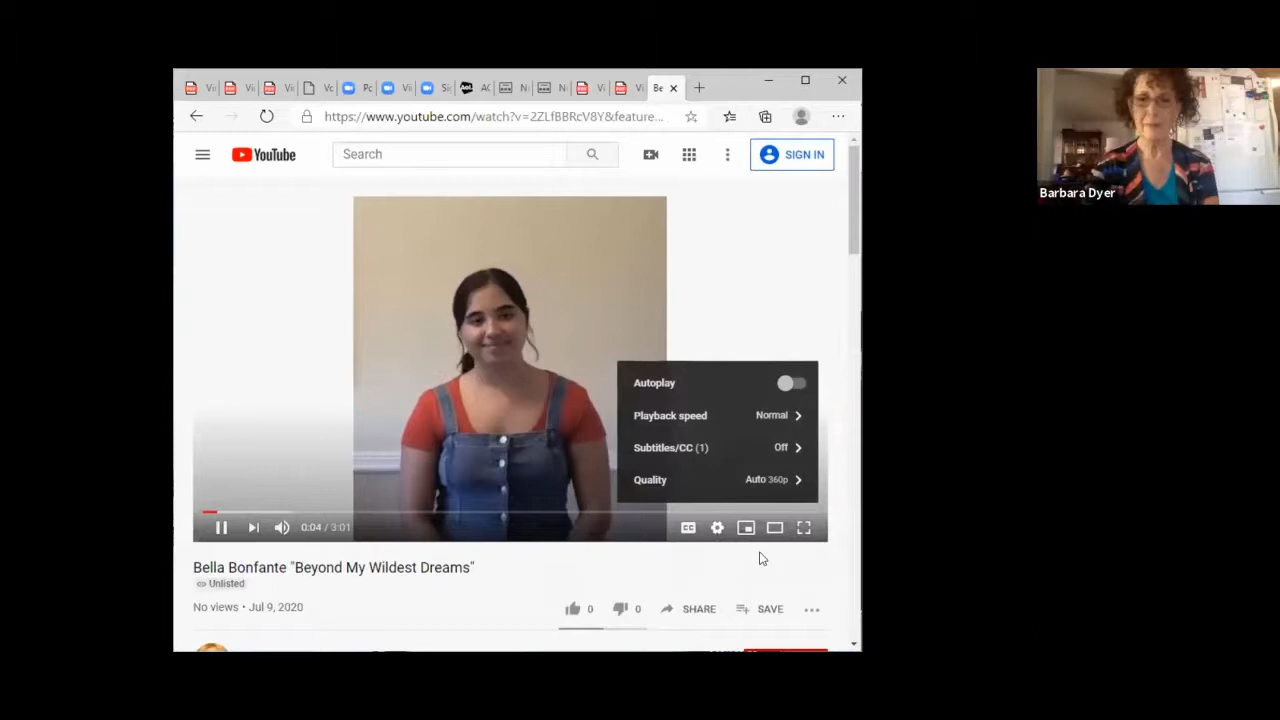 Be
https://www.youtube.com/watch?v=2ZLfBBRcV8Y&feature...
YouTube
Search
SIGN IN
Barbara Dyer
Autoplay
Playback speed Normal
Subtitles/CC (1) Off
Quality Auto 360p
0:04 / 3:01
CC
Bella Bonfante "Beyond My Wildest Dreams"
Unlisted
No views • Jul 9, 2020
0 0 SHARE SAVE